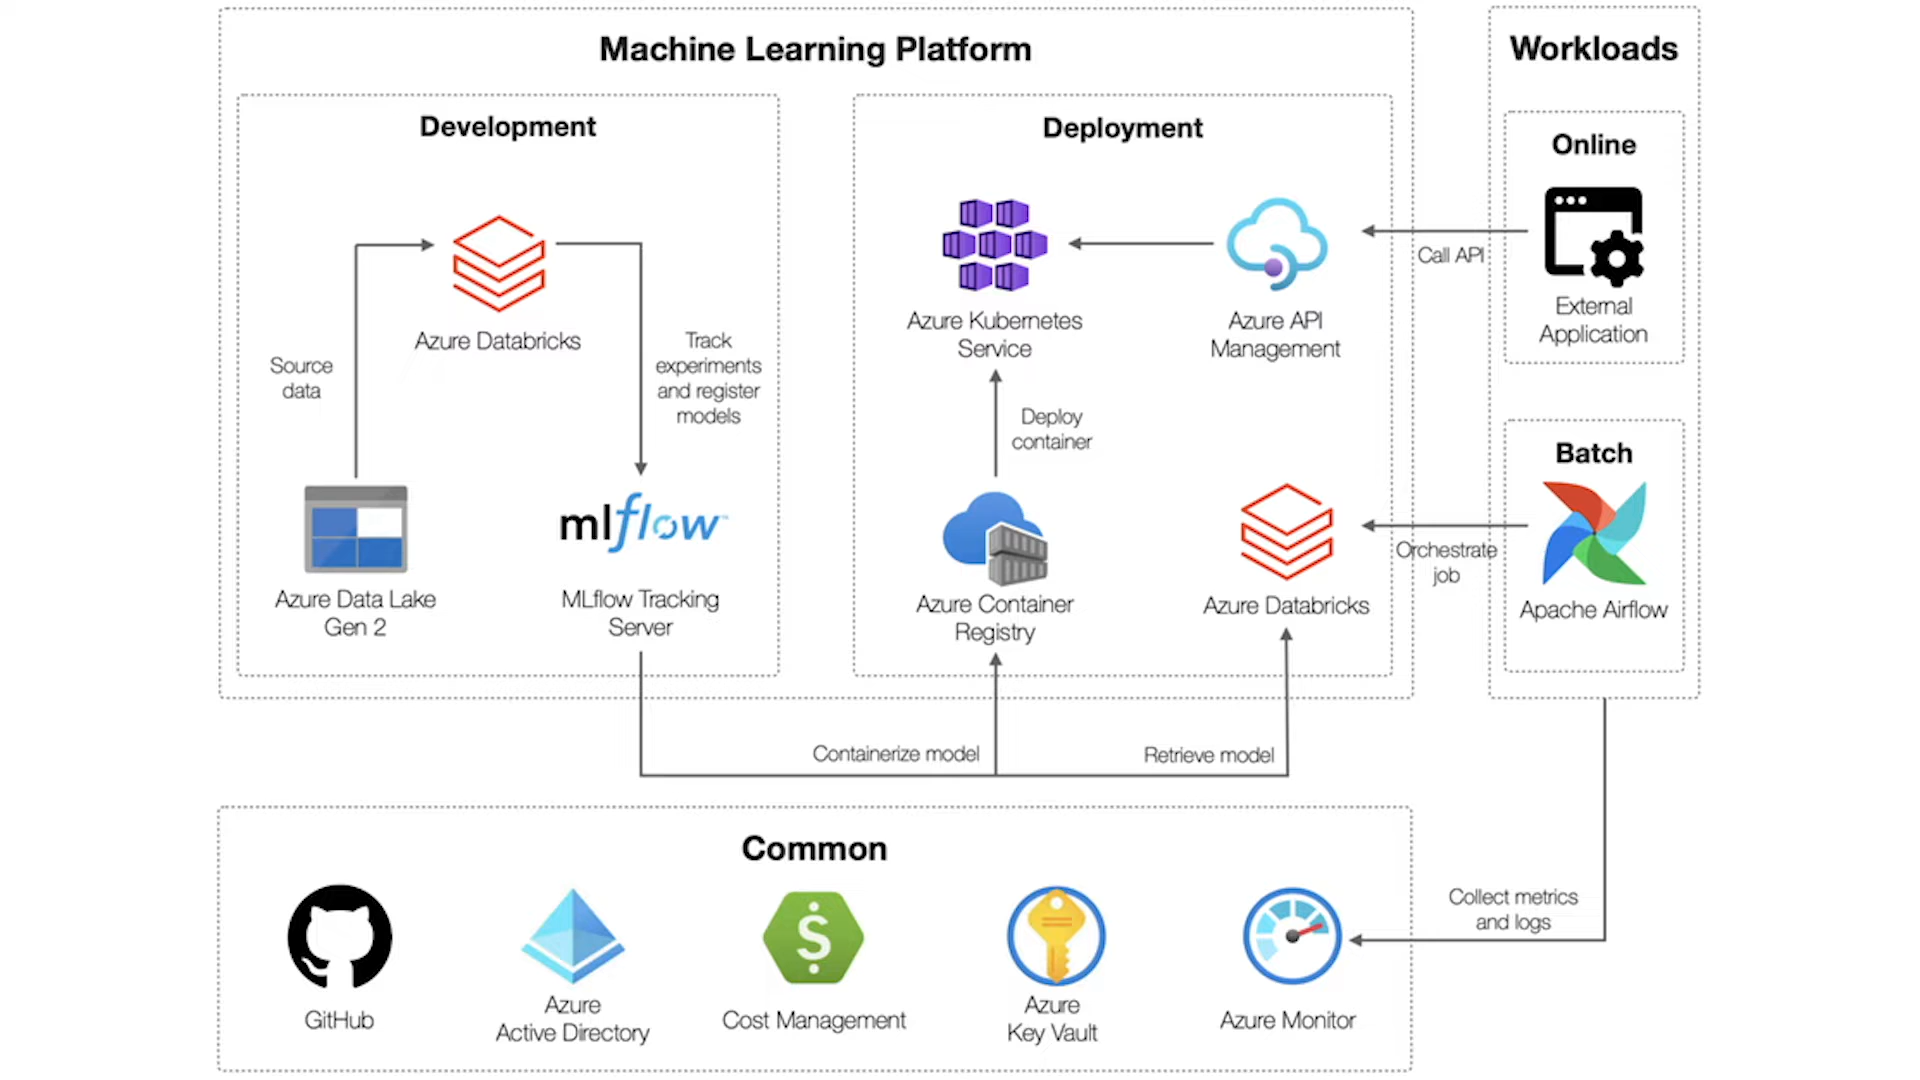 Machine Learning Platform
Workloads
Development
Deployment
Online
Azure Databricks
Source
data
Track
experiments
and register
models
Azure Data Lake
Gen 2
mlflow™
MLflow Tracking
Server
Azure Kubernetes
Service
Azure API
Management
Call API
External
Application
Deploy
container
Azure Container
Registry
Azure Databricks
Orchestrate
job
Batch
Apache Airflow
Containerize model
Retrieve model
Common
Collect metrics
and logs
GitHub
Azure
Active Directory
$
Cost Management
Azure
Key Vault
Azure Monitor